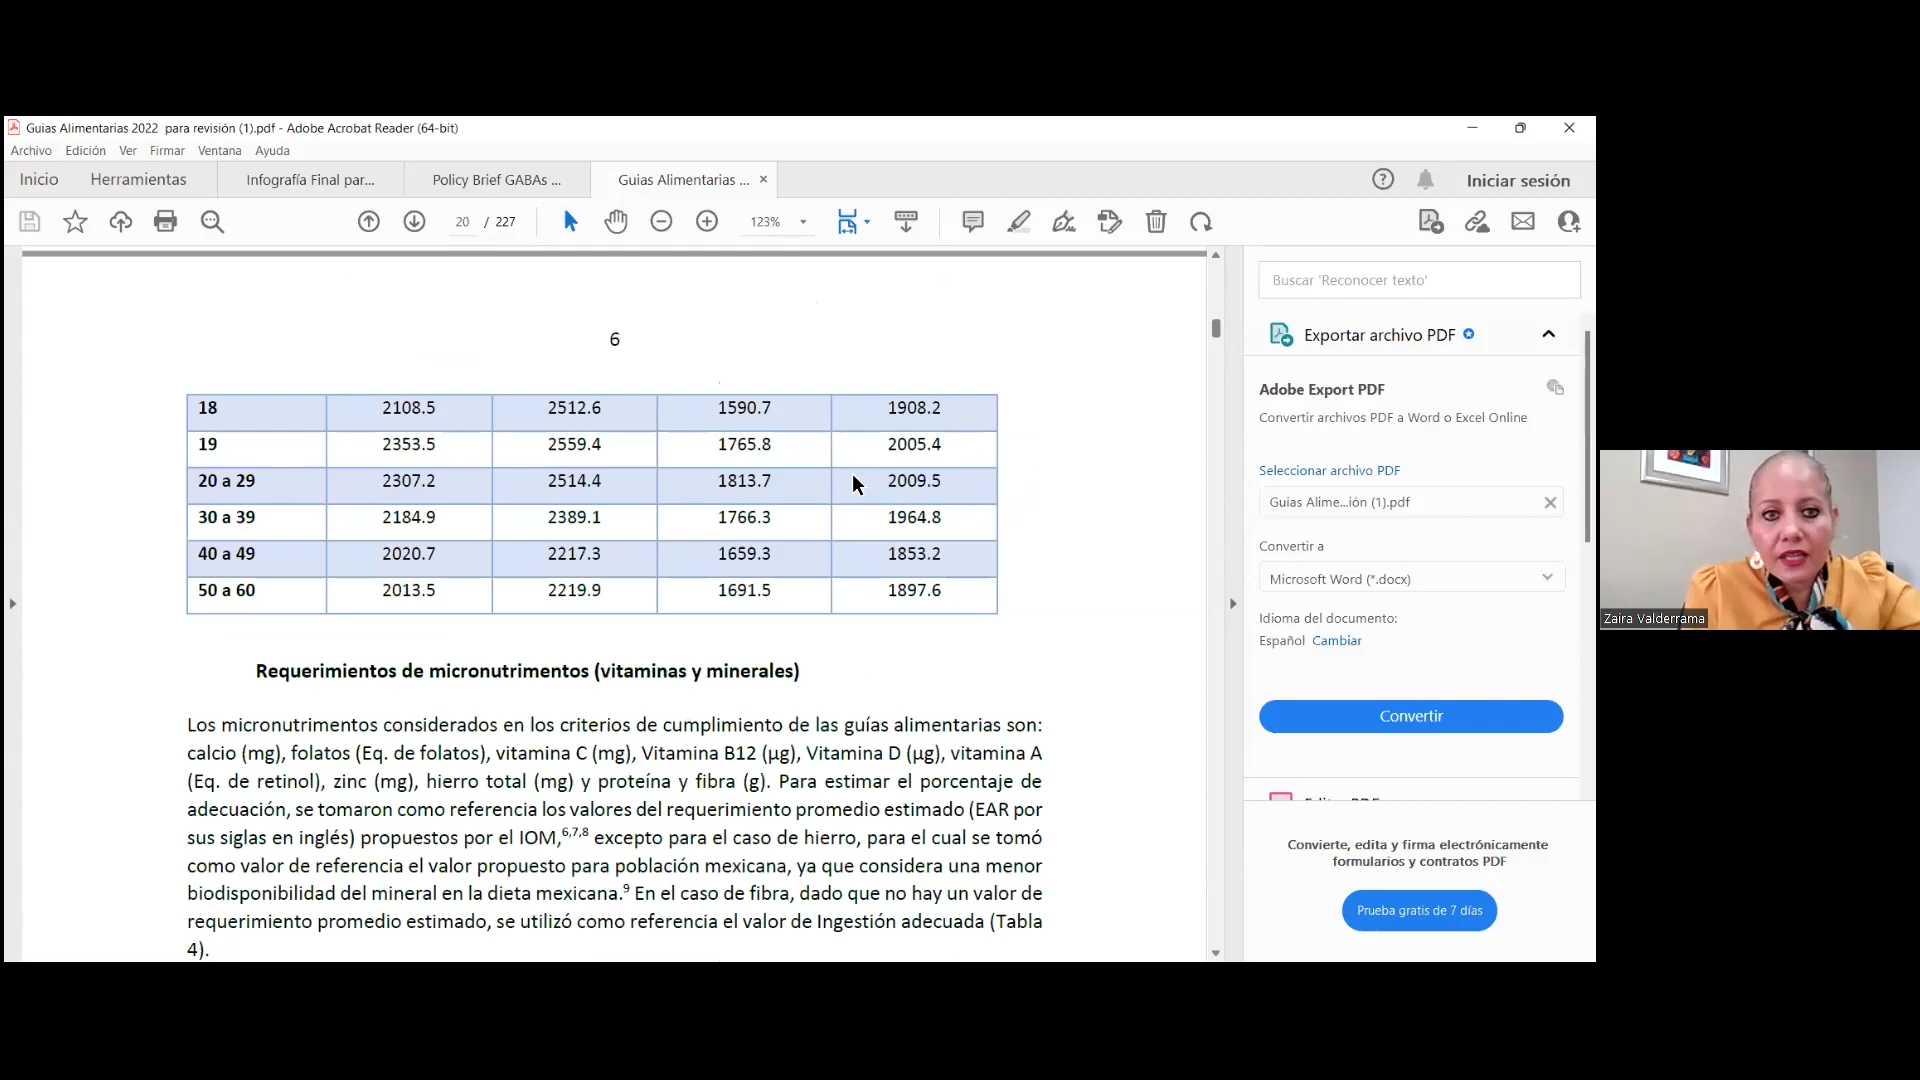 Guias Alimentarias 2022 para revisión (1).pdf - Adobe Acrobat Reader (64-bit)
Archivo Edición Ver Firmar Ventana Ayuda
Inicio Herramientas Infografía Final par... Policy Brief GABAs ... Guias Alimentarias ... Iniciar sesión
20 / 227 123%
Buscar 'Reconocer texto'
Exportar archivo PDF
Adobe Export PDF
Convertir archivos PDF a Word o Excel Online
Seleccionar archivo PDF
Guias Alime...ión (1).pdf
Convertir a
Microsoft Word (*.docx)
Idioma del documento:
Español Cambiar
Convertir
Convierte, edita y firma electrónicamente
formularios y contratos PDF
Prueba gratis de 7 días
6
18 2108.5 2512.6 1590.7 1908.2
19 2353.5 2559.4 1765.8 2005.4
20 a 29 2307.2 2514.4 1813.7 2009.5
30 a 39 2184.9 2389.1 1766.3 1964.8
40 a 49 2020.7 2217.3 1659.3 1853.2
50 a 60 2013.5 2219.9 1691.5 1897.6
Requerimientos de micronutrimentos (vitaminas y minerales)
Los micronutrimentos considerados en los criterios de cumplimiento de las guías alimentarias son:
calcio (mg), folatos (Eq. de folatos), vitamina C (mg), Vitamina B12 (µg), Vitamina D (µg), vitamina A
(Eq. de retinol), zinc (mg), hierro total (mg) y proteína y fibra (g). Para estimar el porcentaje de
adecuación, se tomaron como referencia los valores del requerimiento promedio estimado (EAR por
sus siglas en inglés) propuestos por el IOM,6,7,8 excepto para el caso de hierro, para el cual se tomó
como valor de referencia el valor propuesto para población mexicana, ya que considera una menor
biodisponibilidad del mineral en la dieta mexicana.9 En el caso de fibra, dado que no hay un valor de
requerimiento promedio estimado, se utilizó como referencia el valor de Ingestión adecuada (Tabla
4).
Zaira Valderrama